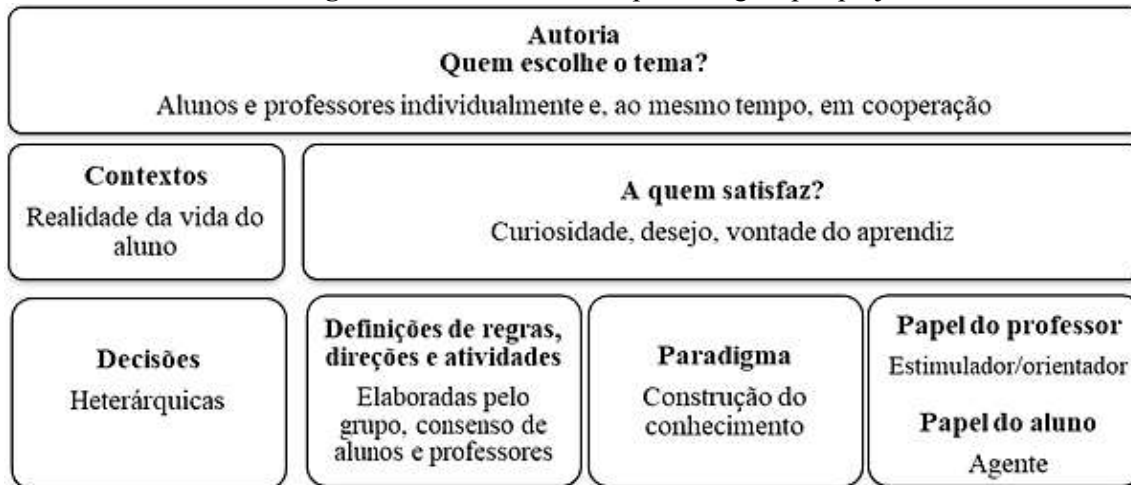 Autoria
Quem escolhe o tema?
Alunos e professores individualmente e, ao mesmo tempo, em cooperação
Contextos
Realidade da vida do
aluno
A quem satisfaz?
Curiosidade, desejo, vontade do aprendiz
Decisões
Heterárquicas
Definições de regras,
direções e atividades
Elaboradas pelo
grupo, consenso de
alunos e professores
Paradigma
Construção do
conhecimento
Papel do professor
Estimulador/orientador
Papel do aluno
Agente